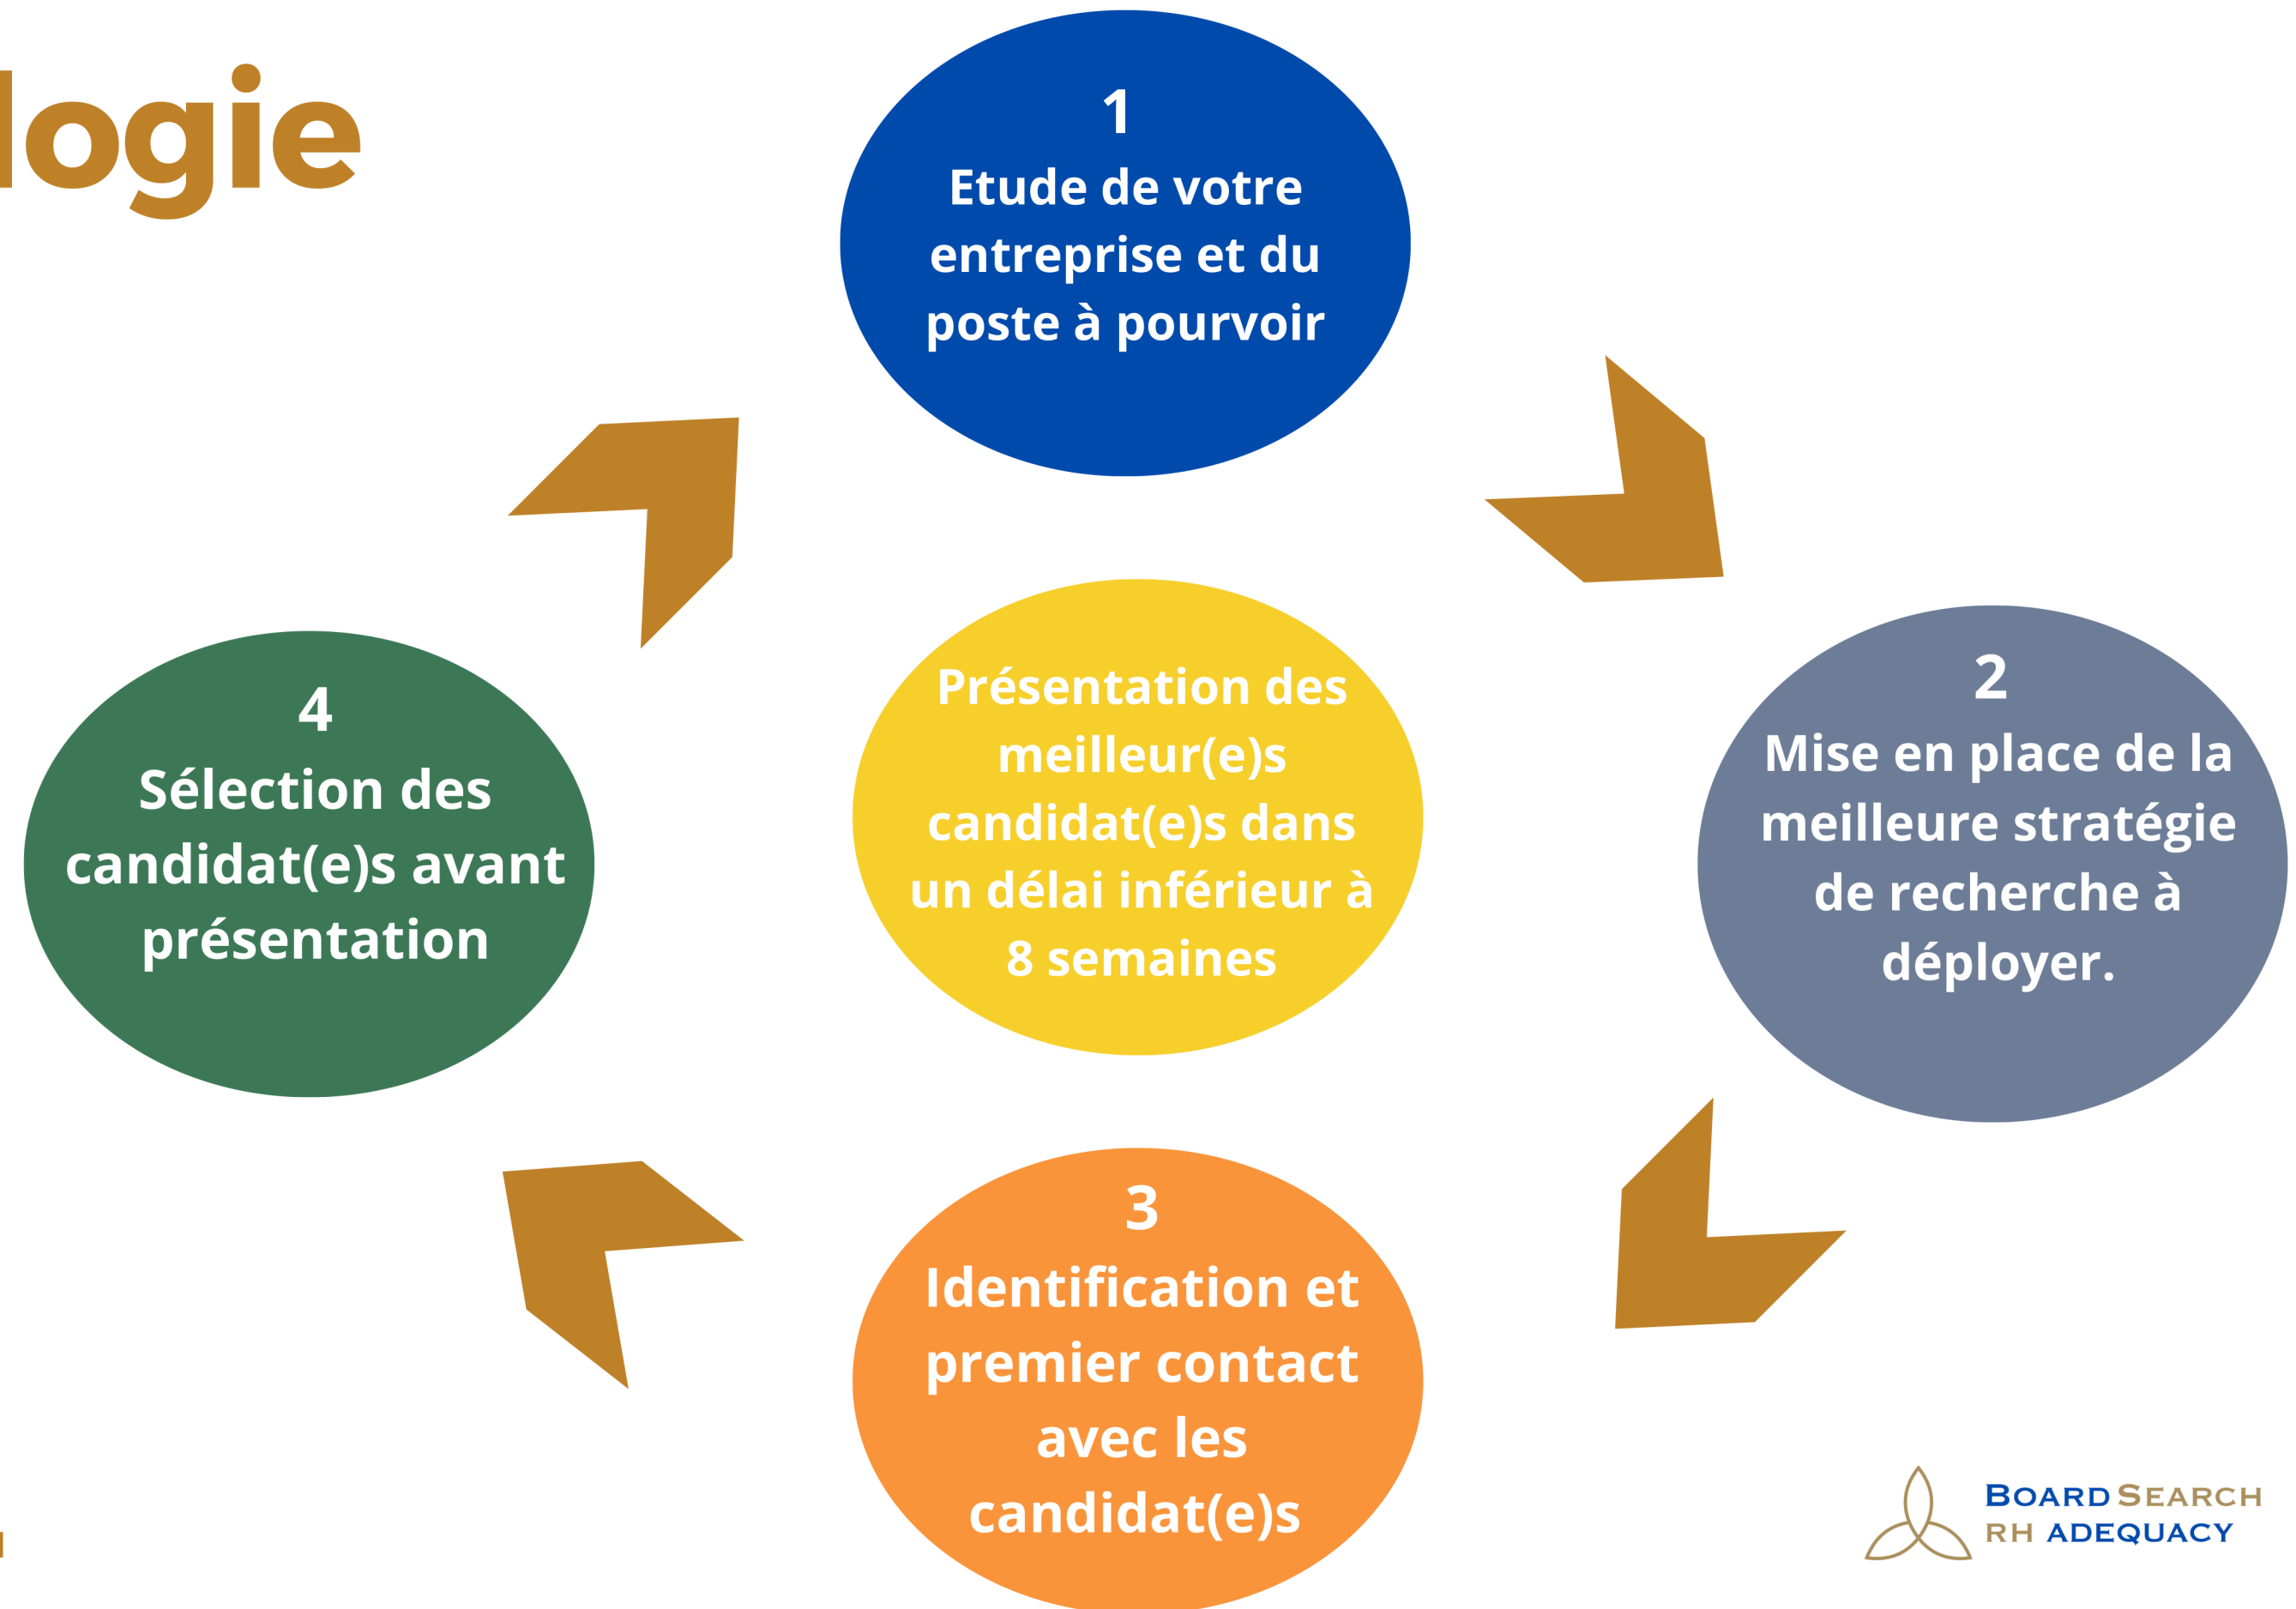 logie
1
Etude de votre
entreprise et du
poste à pourvoir
2
Mise en place de la
meilleure stratégie
de recherche à
déployer.
3
Identification et
premier contact
avec les
candidat(e)s
4
Sélection des
candidat(e)s avant
présentation
Présentation des
meilleur(e)s
candidat(e)s dans
un délai inférieur à
8 semaines
BOARD SEARCH
RH ADEQUACY